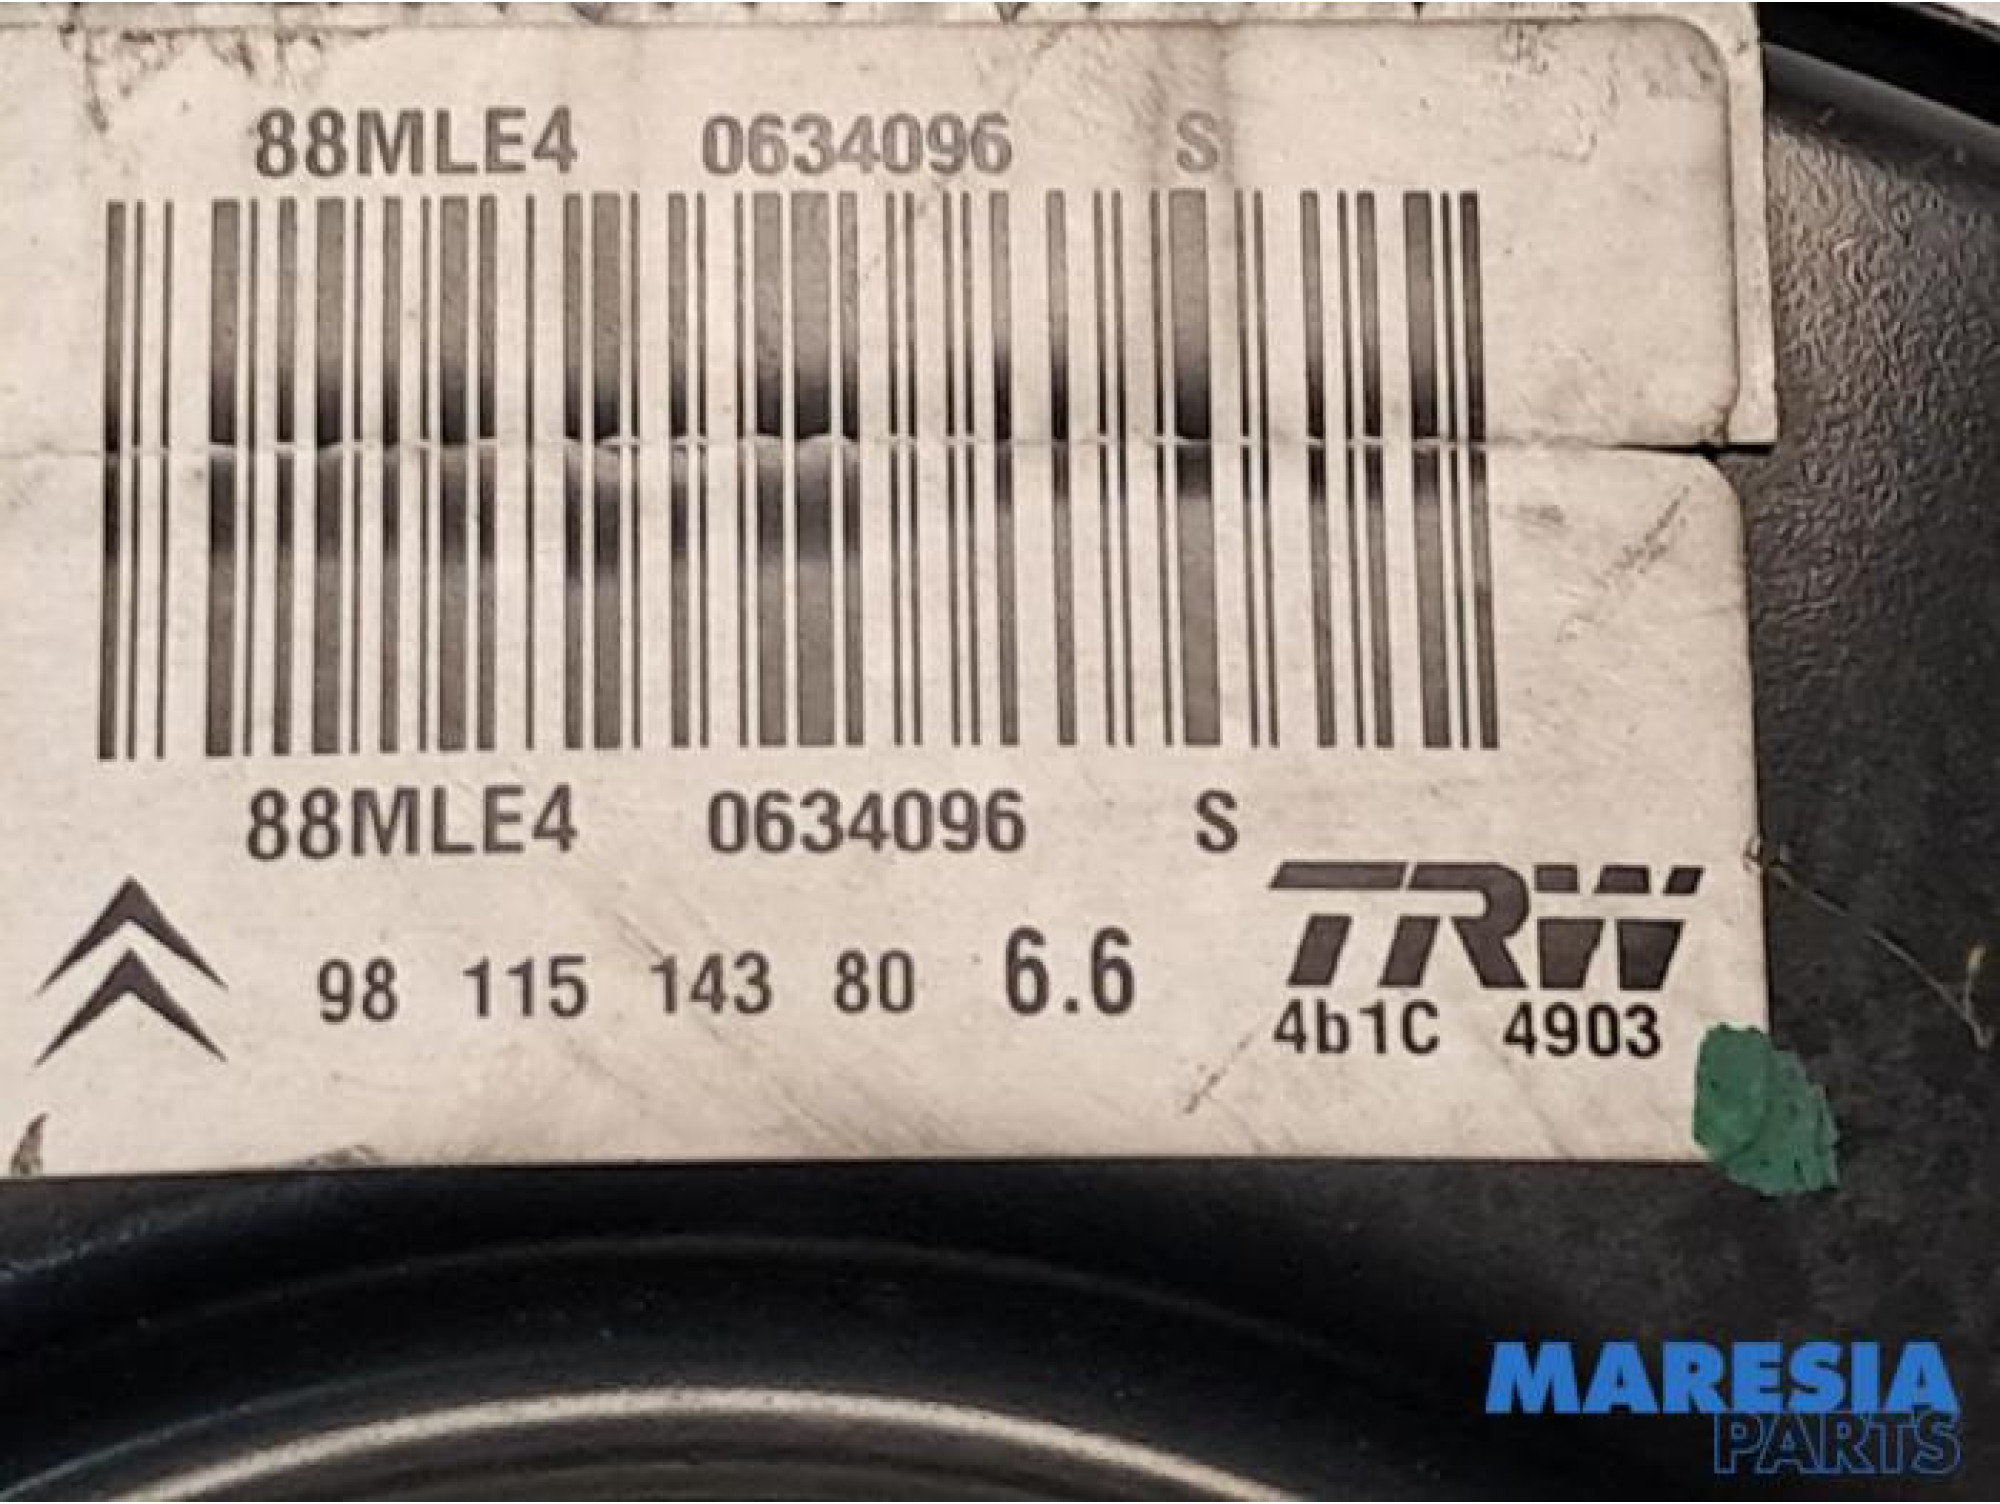 88MLE4 0634096 S
88MLE4 0634096 S
98 115 143 80 6.6 TRW
4b1C 4903
MARESIA
PARTS